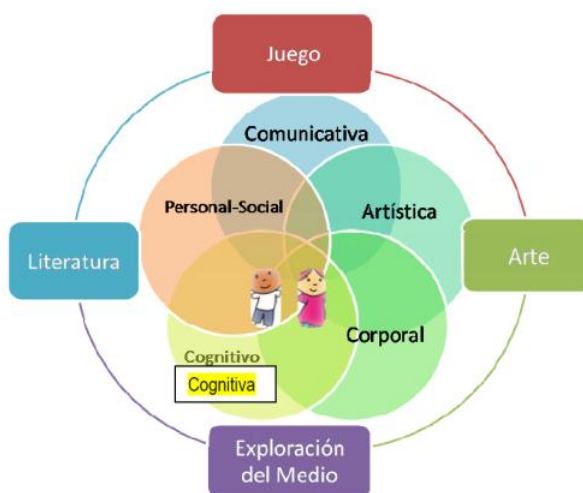 Juego
Comunicativa
Personal-Social
Artística
Literatura
Arte
Corporal
Cognitivo
Cognitiva
Exploración
del Medio